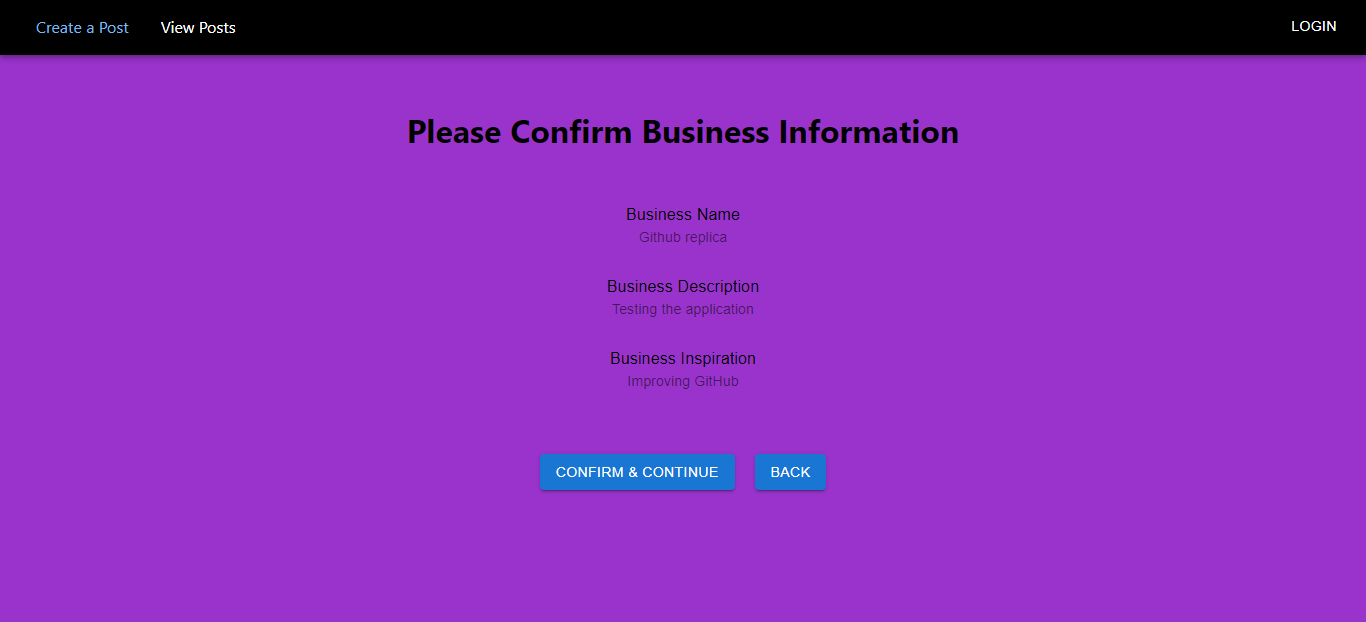 Create a Post View Posts LOGIN
Please Confirm Business Information
Business Name
Github replica
Business Description
Testing the application
Business Inspiration
Improving GitHub
CONFIRM & CONTINUE BACK